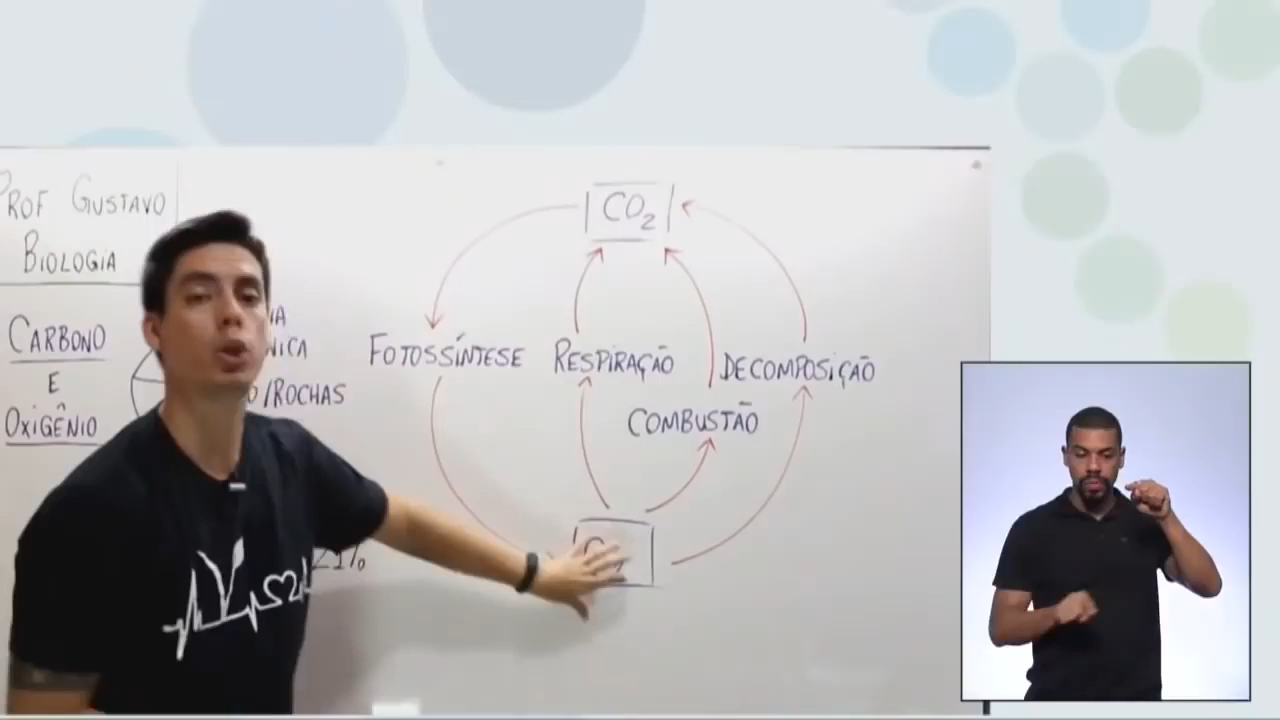 PROF GUSTAVO
BIOLOGIA
CARBONO
E
OXIGÊNIO
/ROCHAS
21%
CO2
FOTOSSÍNTESE
RESPIRAÇÃO
DECOMPOSIÇÃO
COMBUSTÃO